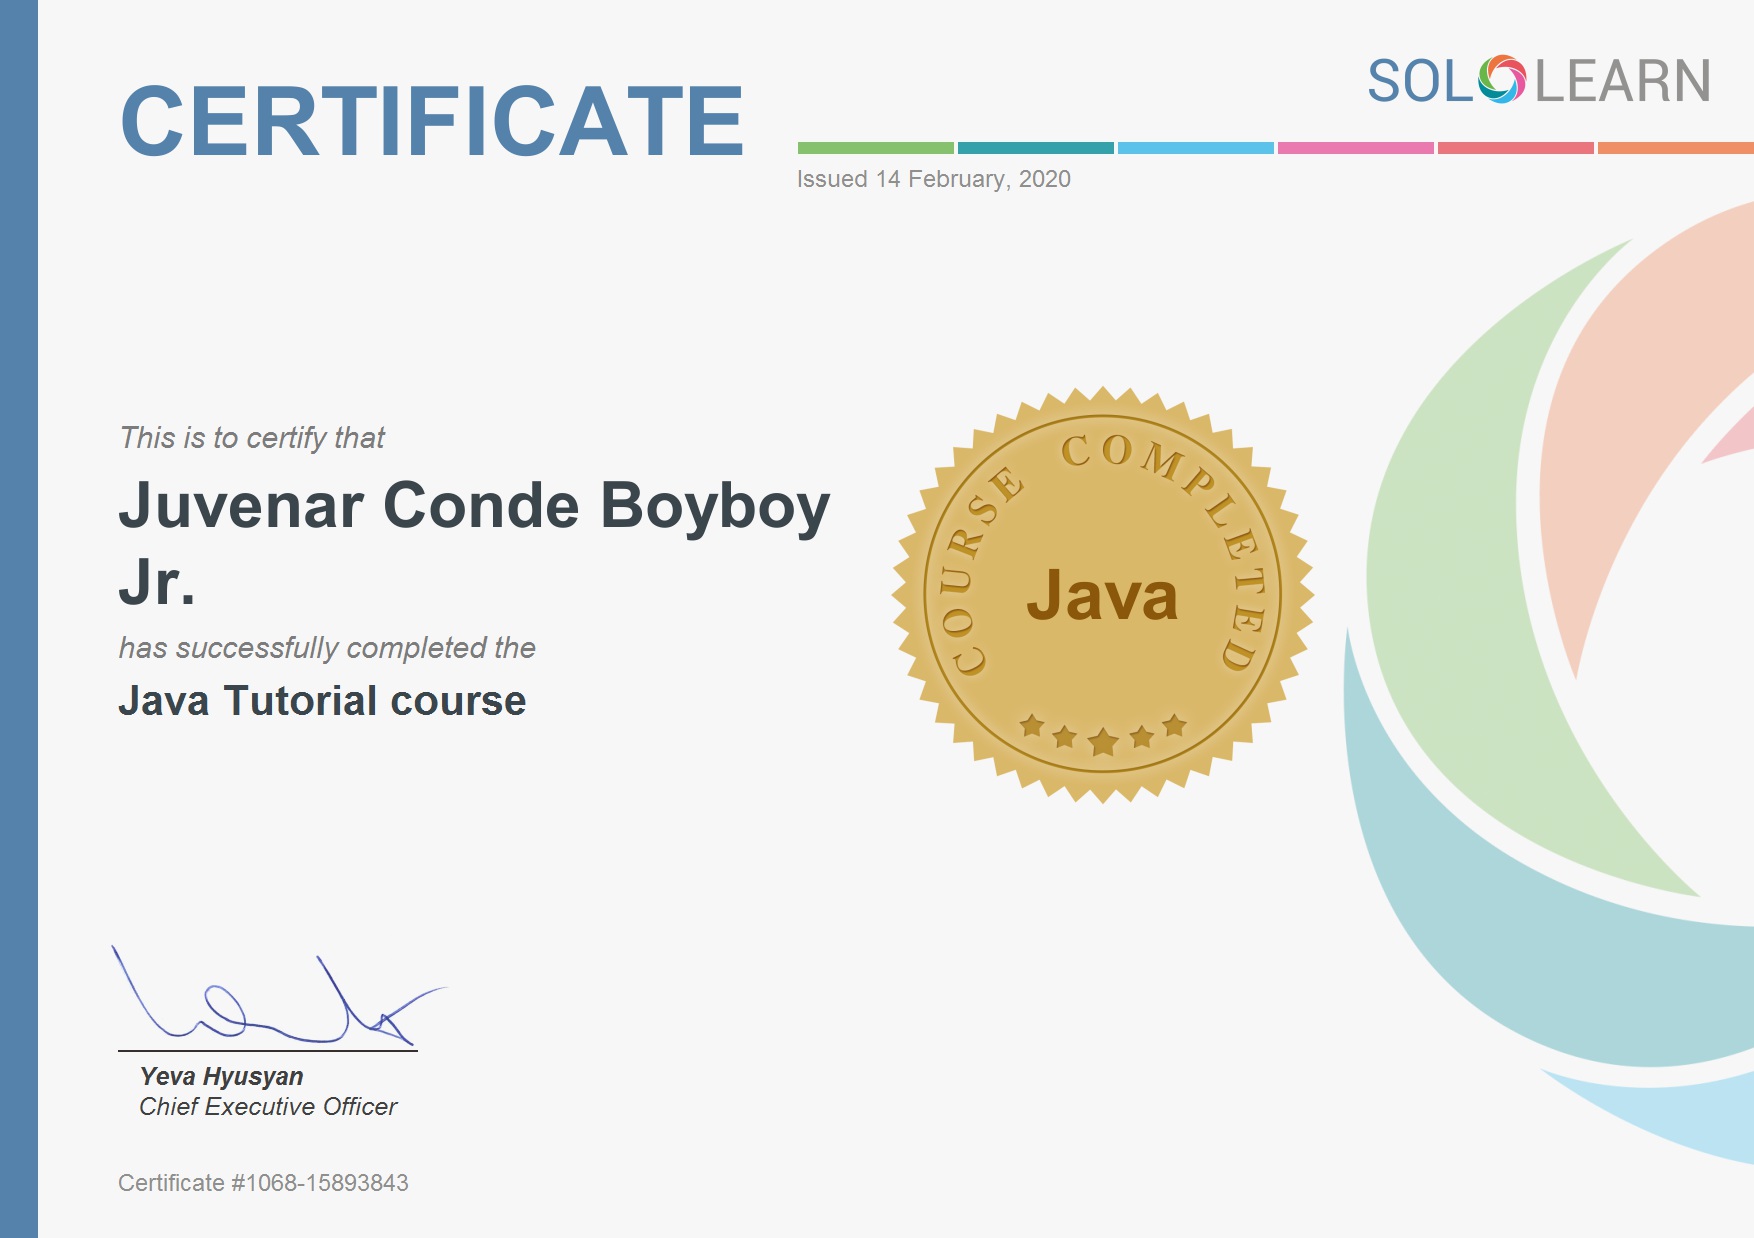 CERTIFICATE
SOLOLEARN
Issued 14 February, 2020
This is to certify that
Juvenar Conde Boyboy
Jr.
has successfully completed the
Java Tutorial course
COURSE COMPLETED
Java
Yeva Hyusyan
Chief Executive Officer
Certificate #1068-15893843